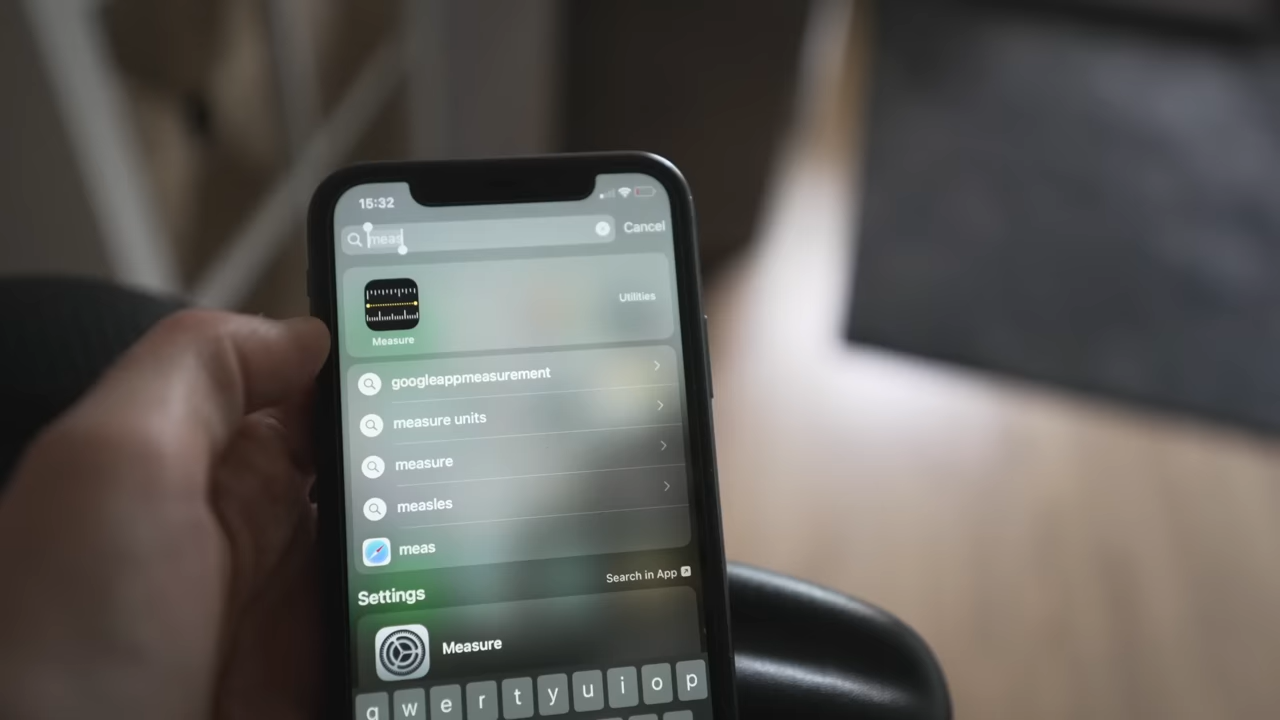 15:32
meas
Cancel
Utilities
Measure
googleappmeasurement
measure units
measure
measles
meas
Search in App
Settings
Measure
q w e r t y u i o p